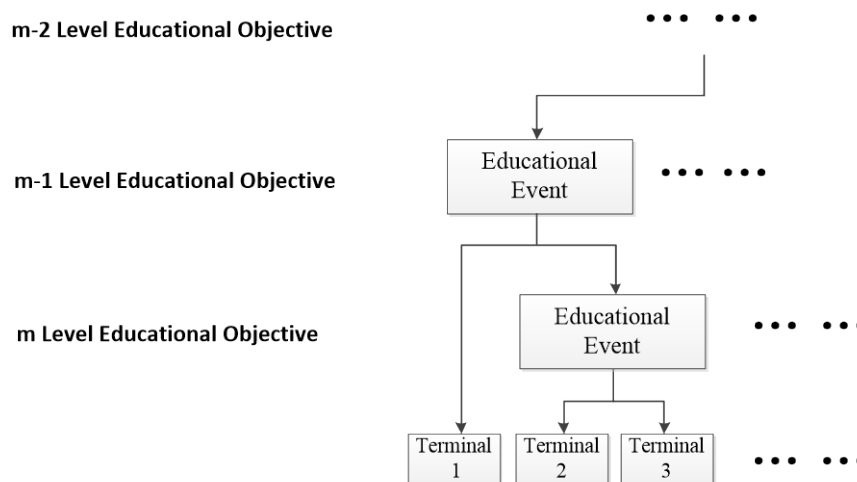 m-2 Level Educational Objective
... ...
m-1 Level Educational Objective
Educational
Event
... ...
m Level Educational Objective
Educational
Event
... ...
Terminal
1
Terminal
2
Terminal
3
... ...